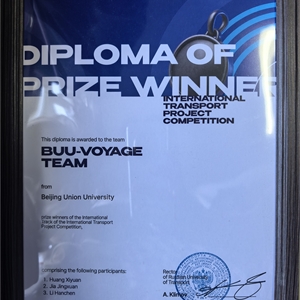 DIPLOMA OF
PRIZE WINNER
INTERNATIONAL
TRANSPORT
PROJECT
COMPETITION
This diploma is awarded to the team
BUU-VOYAGE
TEAM
from
Beijing Union University
prize winners of the International
Track of the International Transport
Project Competition,
comprising the following participants:
1. Huang Xiyuan
2. Jia Jingxuan
3. Li Hanchen
Rector
of Russian University
of Transport
A. Klimov